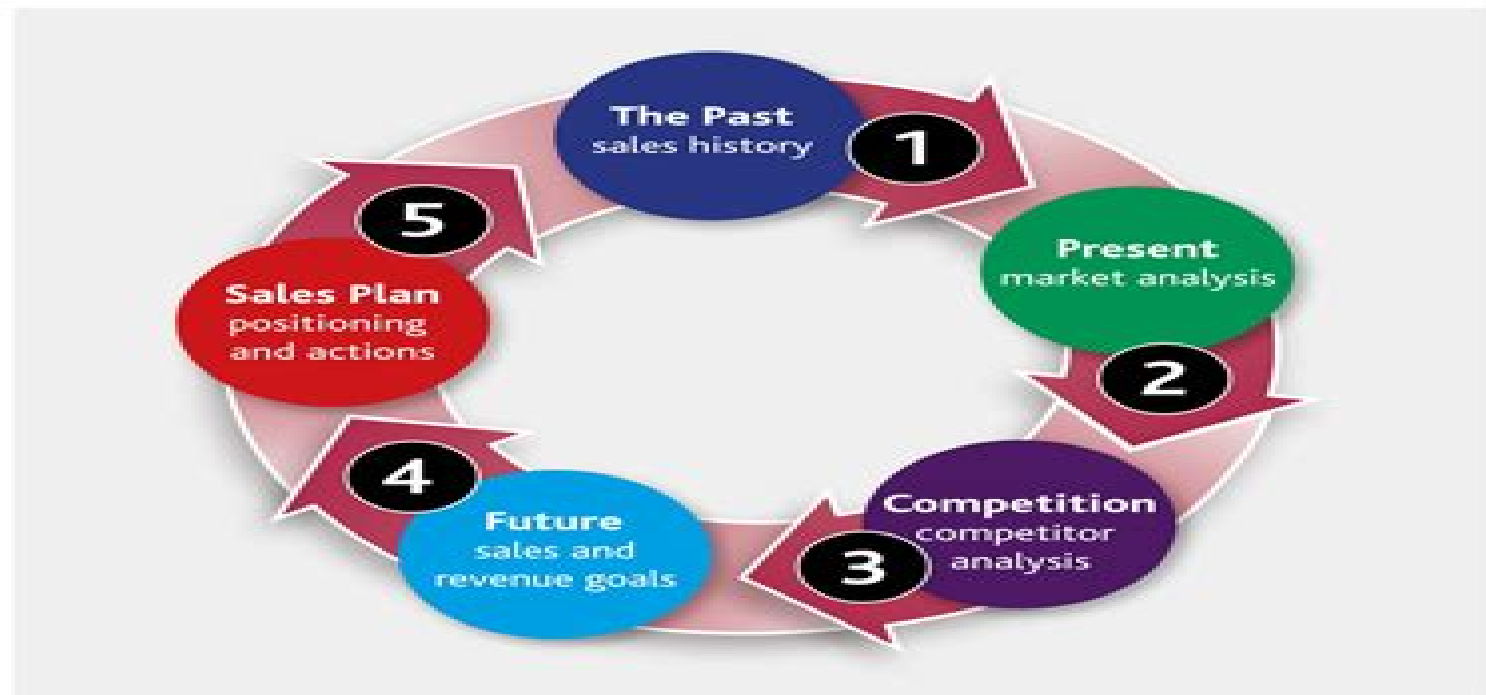 The Past
sales history
1
Present
market analysis
2
Competition
competitor
analysis
3
Future
sales and
revenue goals
4
Sales Plan
positioning
and actions
5